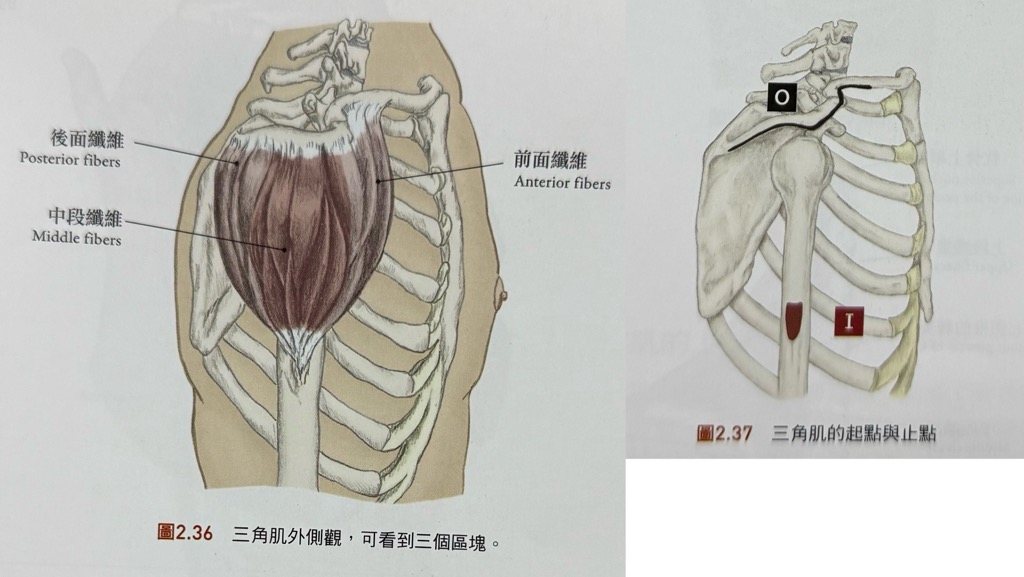 後面纖維
Posterior fibers
中段纖維
Middle fibers
前面纖維
Anterior fibers
圖2.36 三角肌外側觀，可看到三個區塊。
O
I
圖2.37 三角肌的起點與止點